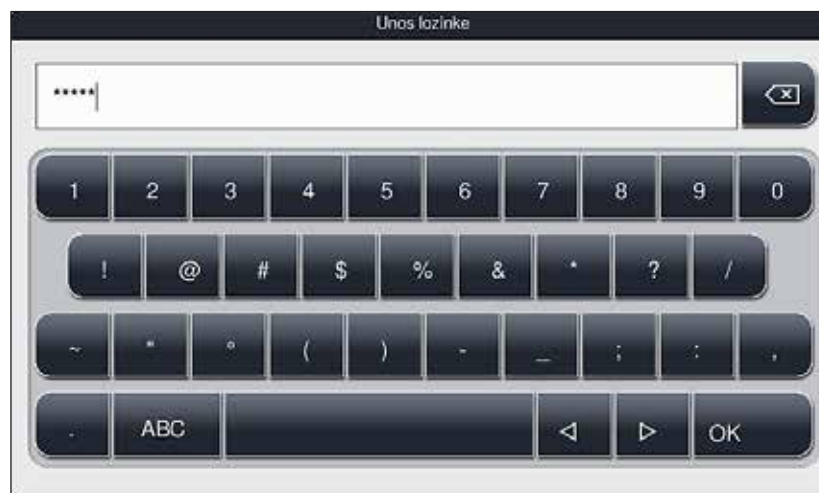 Unos lozinke
*****
1 2 3 4 5 6 7 8 9 0
! @ # $ % & * ? /
~ " ° ( ) - _ ; : ,
. ABC OK